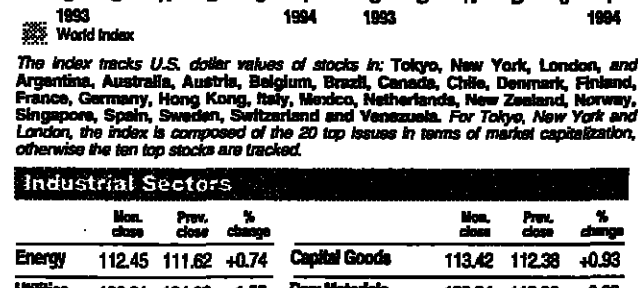 1993 1994 1993 1994
World Index
The index tracks U.S. dollar values of stocks in: Tokyo, New York, London, and
Argentina, Australia, Austria, Belgium, Brazil, Canada, Chile, Denmark, Finland,
France, Germany, Hong Kong, Italy, Mexico, Netherlands, New Zealand, Norway,
Singapore, Spain, Sweden, Switzerland and Venezuela. For Tokyo, New York and
London, the index is composed of the 20 top issues in terms of market capitalization,
otherwise the ten top stocks are tracked.
Industrial Sectors
Mon. Prev. % Mon. Prev. %
close close change close close change
Energy 112.45 111.62 +0.74 Capital Goods 113.42 112.38 +0.93
Utilities Raw Materials